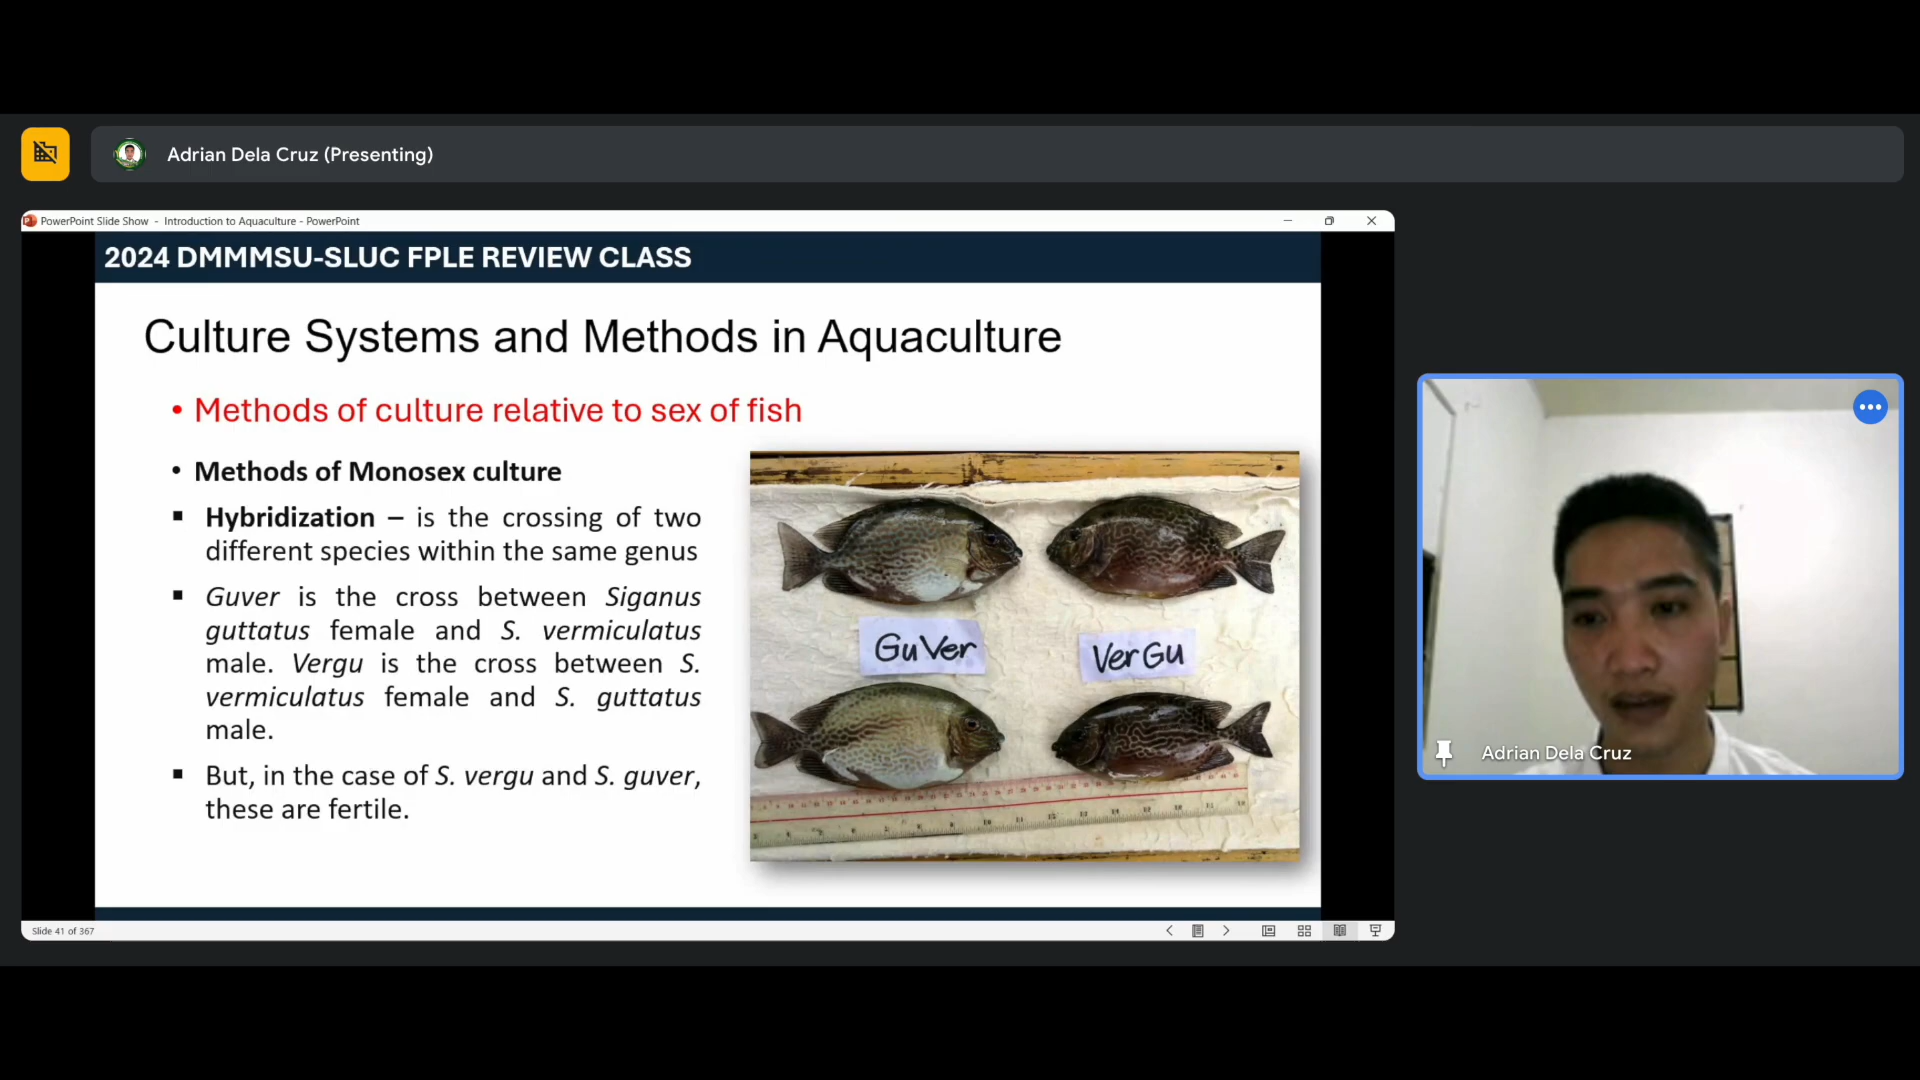 Adrian Dela Cruz (Presenting)
PowerPoint Slide Show - Introduction to Aquaculture - PowerPoint
2024 DMMMSU-SLUC FPLE REVIEW CLASS
Culture Systems and Methods in Aquaculture
• Methods of culture relative to sex of fish
• Methods of Monosex culture
▪ Hybridization – is the crossing of two
different species within the same genus
▪ Guver is the cross between Siganus
guttatus female and S. vermiculatus
male. Vergu is the cross between S.
vermiculatus female and S. guttatus
male.
▪ But, in the case of S. vergu and S. guver,
these are fertile.
GuVer
VerGu
Adrian Dela Cruz
Slide 41 of 367